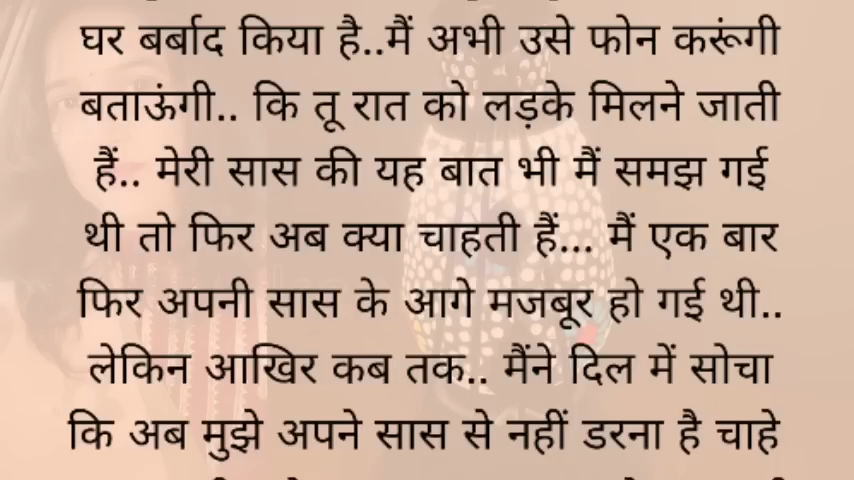 घर बर्बाद किया है..मैं अभी उसे फोन करूंगी
बताऊंगी.. कि तू रात को लड़के मिलने जाती
हैं.. मेरी सास की यह बात भी मैं समझ गई
थी तो फिर अब क्या चाहती हैं... मैं एक बार
फिर अपनी सास के आगे मजबूर हो गई थी..
लेकिन आखिर कब तक.. मैंने दिल में सोचा
कि अब मुझे अपने सास से नहीं डरना है चाहे